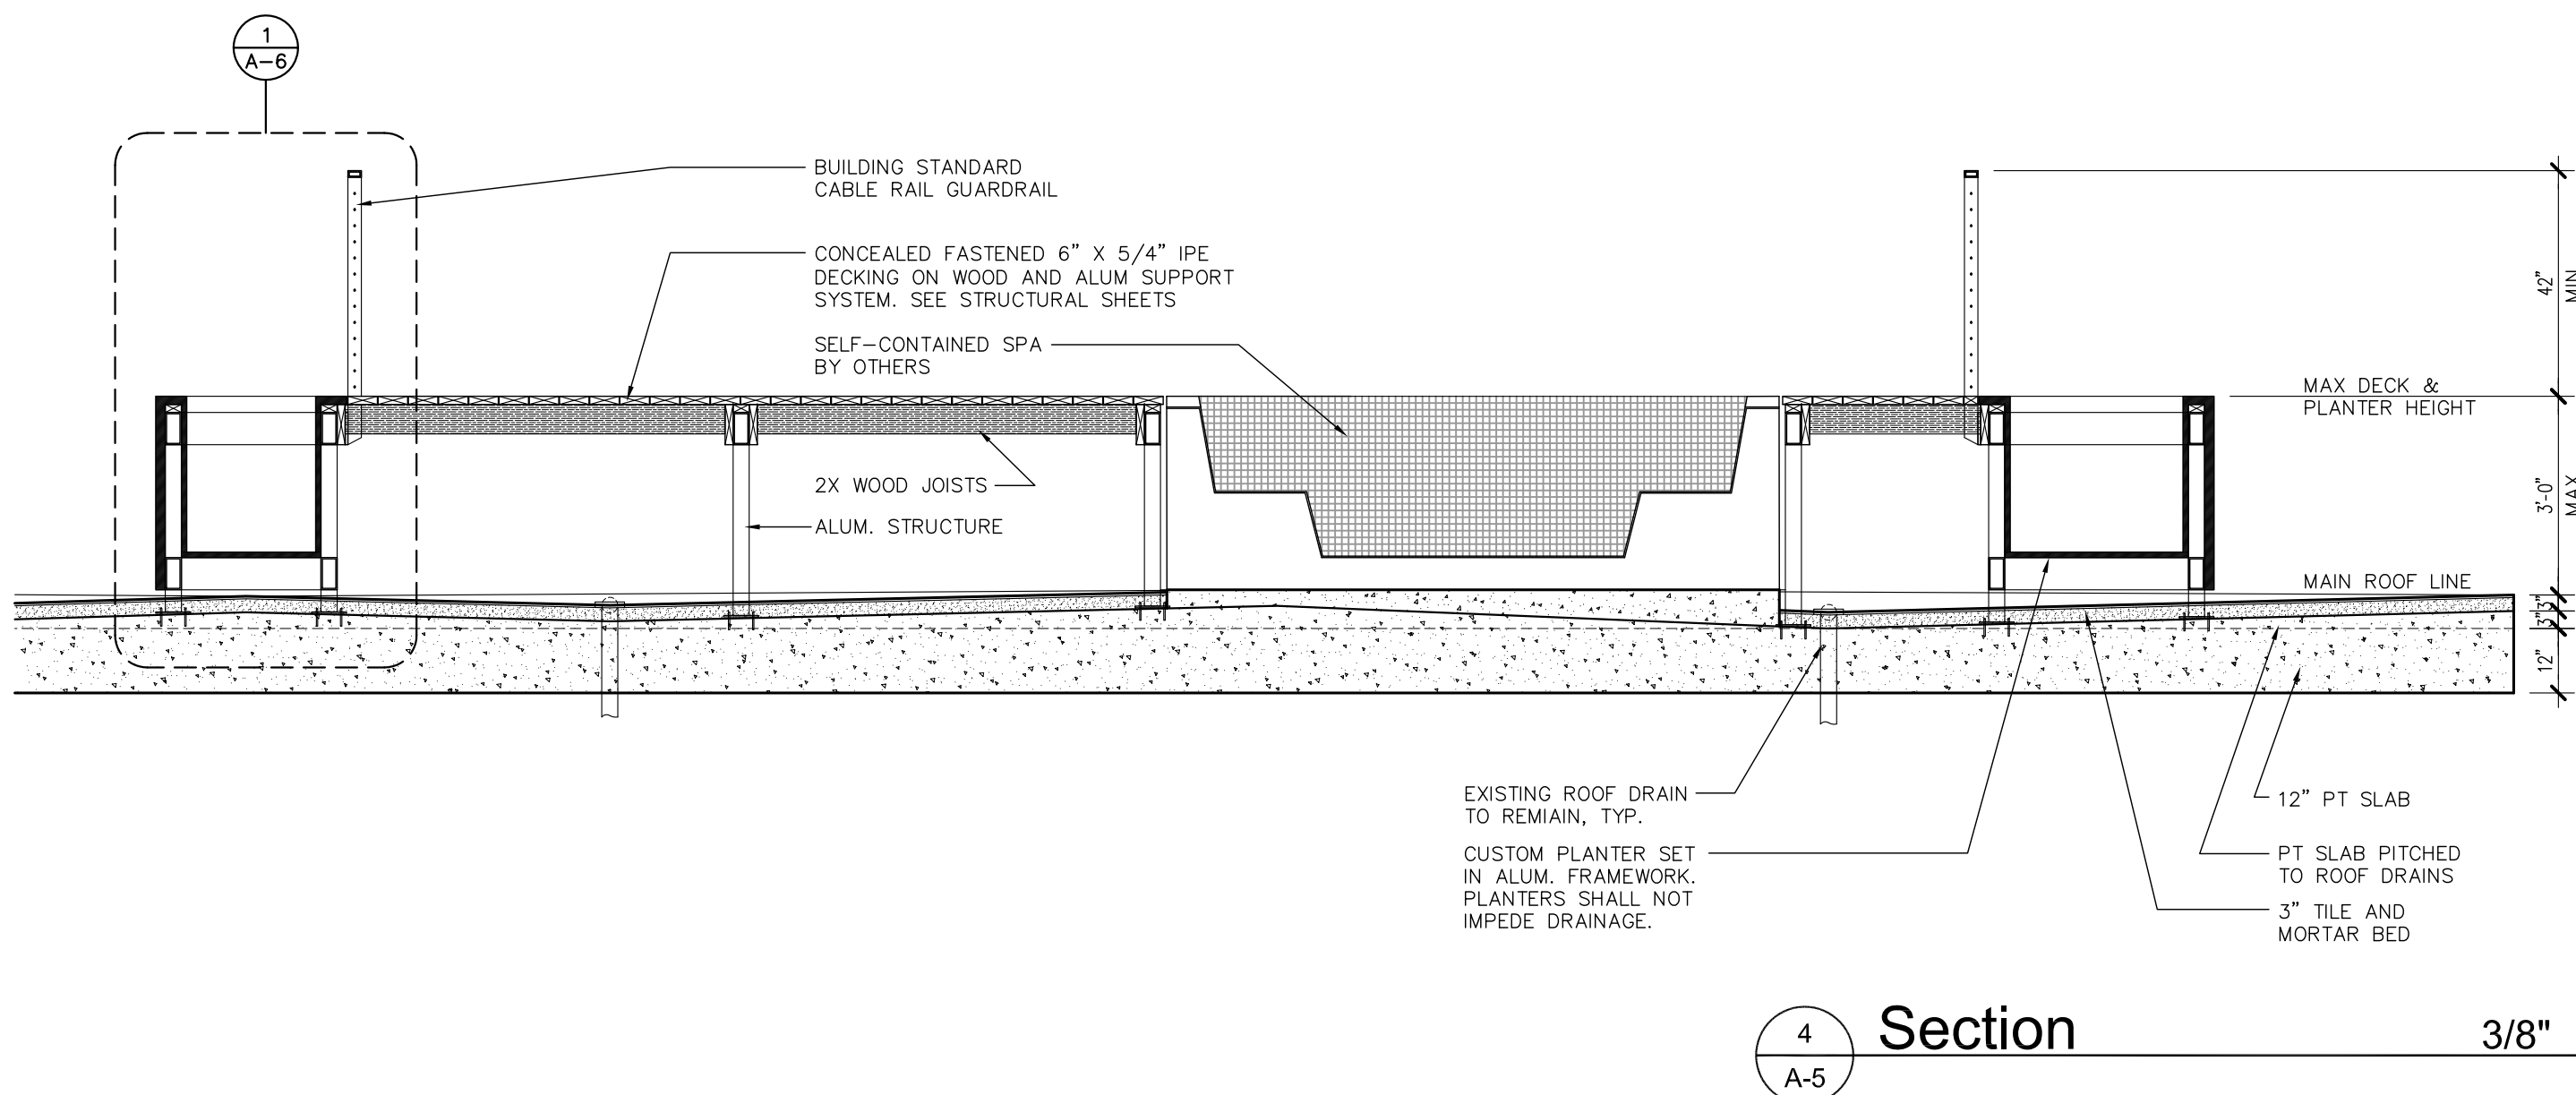 1
A-6
BUILDING STANDARD
CABLE RAIL GUARDRAIL
CONCEALED FASTENED 6" X 5/4" IPE
DECKING ON WOOD AND ALUM SUPPORT
SYSTEM. SEE STRUCTURAL SHEETS
SELF-CONTAINED SPA
BY OTHERS
2X WOOD JOISTS
ALUM. STRUCTURE
MAX DECK &
PLANTER HEIGHT
MAIN ROOF LINE
42"
MIN
3'-0"
MAX
3"
3"
12"
EXISTING ROOF DRAIN
TO REMIAIN, TYP.
CUSTOM PLANTER SET
IN ALUM. FRAMEWORK.
PLANTERS SHALL NOT
IMPEDE DRAINAGE.
12" PT SLAB
PT SLAB PITCHED
TO ROOF DRAINS
3" TILE AND
MORTAR BED
4
A-5
Section
3/8"